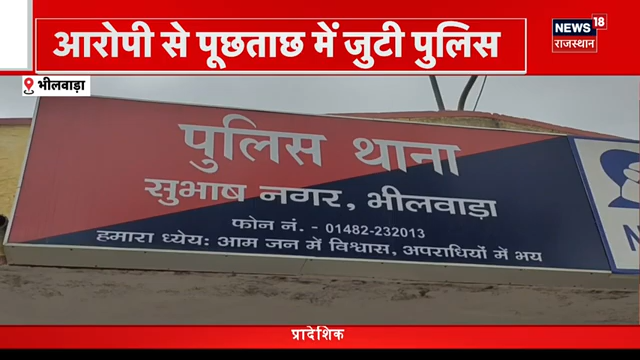 आरोपी से पूछताछ में जुटी पुलिस
NEWS 18
राजस्थान
भीलवाड़ा
पुलिस थाना
सुभाष नगर, भीलवाड़ा
फोन नं. - 01482-232013
हमारा ध्येय: आम जन में विश्वास, अपराधियों में भय
प्रादेशिक